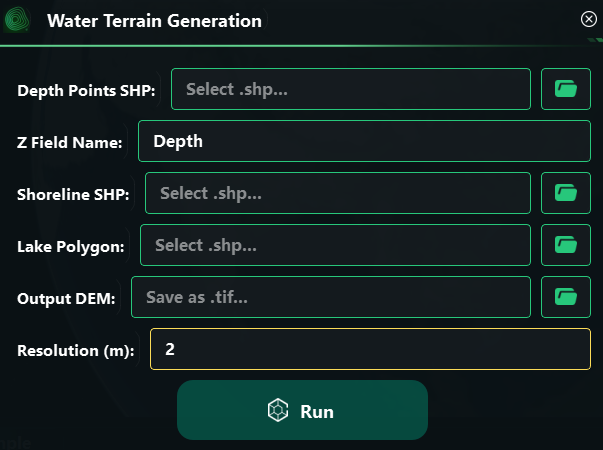 Water Terrain Generation
Depth Points SHP: Select .shp...
Z Field Name: Depth
Shoreline SHP: Select .shp...
Lake Polygon: Select .shp...
Output DEM: Save as .tif...
Resolution (m): 2
Run